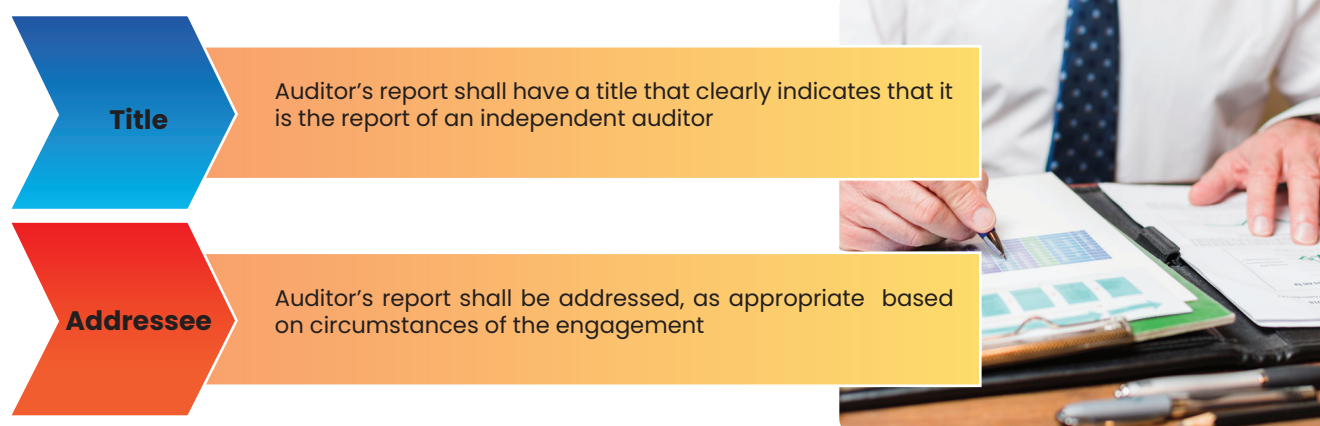 Title
Auditor’s report shall have a title that clearly indicates that it
is the report of an independent auditor
Addressee
Auditor’s report shall be addressed, as appropriate based
on circumstances of the engagement